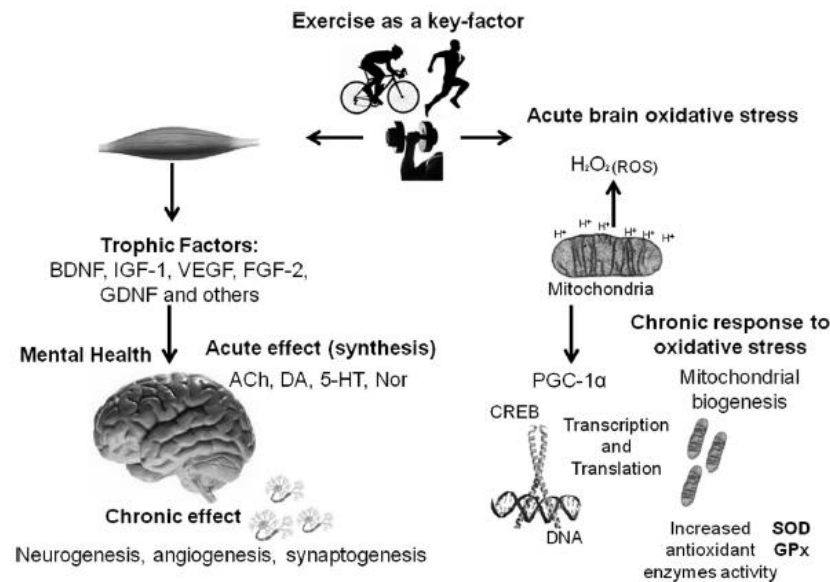 Exercise as a key-factor
Acute brain oxidative stress
H₂O₂(ROS)
H⁺ H⁺ H⁺ H⁺ H⁺ H⁺ H⁺
Mitochondria
Trophic Factors:
BDNF, IGF-1, VEGF, FGF-2,
GDNF and others
Mental Health
Acute effect (synthesis)
ACh, DA, 5-HT, Nor
Chronic effect
Neurogenesis, angiogenesis, synaptogenesis
Chronic response to
oxidative stress
Mitochondrial
biogenesis
PGC-1α
CREB
Transcription
and
Translation
DNA
Increased SOD
antioxidant GPx
enzymes activity